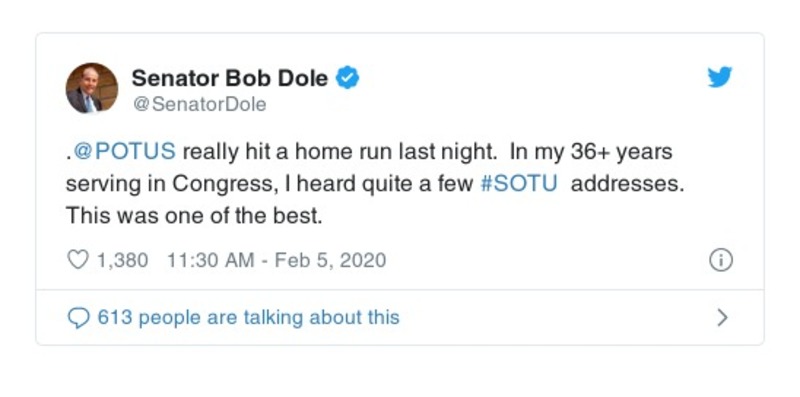 Senator Bob Dole
@SenatorDole
.@POTUS really hit a home run last night.  In my 36+ years
serving in Congress, I heard quite a few #SOTU  addresses.
This was one of the best.
1,380 11:30 AM - Feb 5, 2020
613 people are talking about this